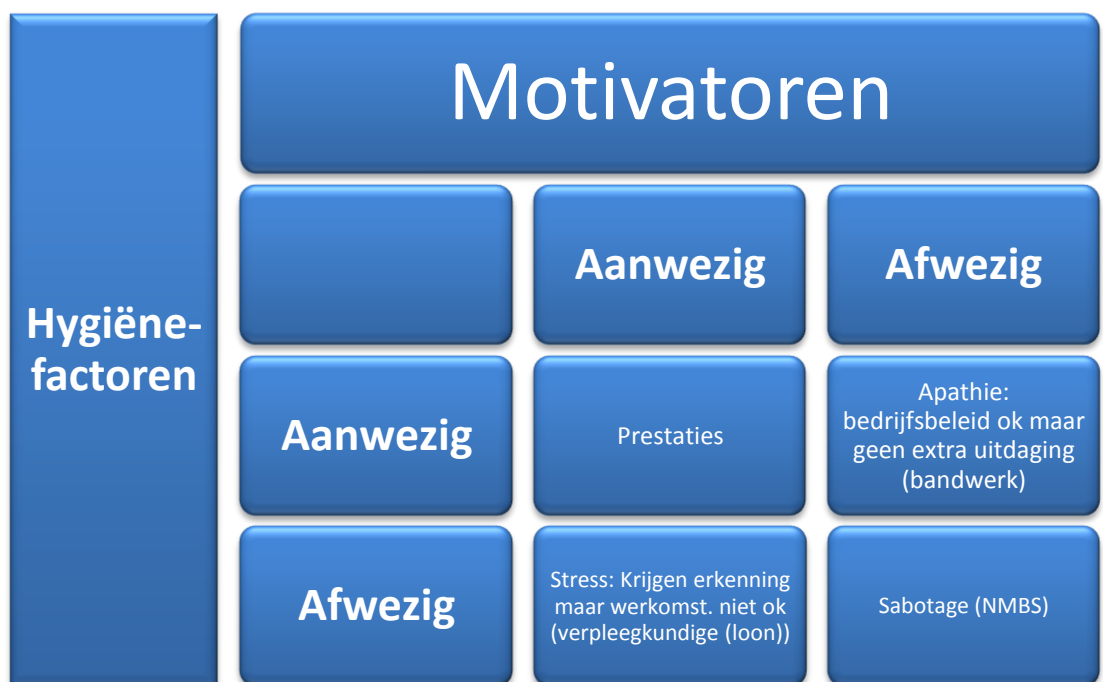 Motivatoren
Hygiëne-
factoren
Aanwezig
Afwezig
Aanwezig
Prestaties
Apathie:
bedrijfsbeleid ok maar
geen extra uitdaging
(bandwerk)
Afwezig
Stress: Krijgen erkenning
maar werkomst. niet ok
(verpleegkundige (loon))
Sabotage (NMBS)